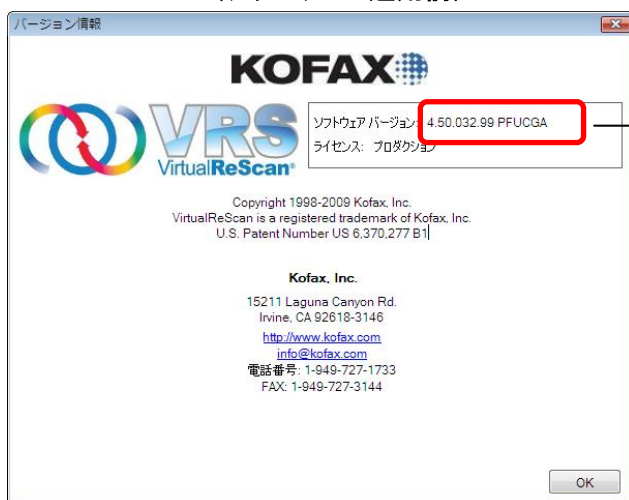 バージョン情報
KOFAX
VRS
VirtualReScan®
ソフトウェア バージョン: 4.50.032.99 PFUCGA
ライセンス: プロダクション
Copyright 1998-2009 Kofax, Inc.
VirtualReScan is a registered trademark of Kofax, Inc.
U.S. Patent Number US 6,370,277 B1
Kofax, Inc.
15211 Laguna Canyon Rd.
Irvine, CA 92618-3146
http://www.kofax.com
info@kofax.com
電話番号: 1-949-727-1733
FAX: 1-949-727-3144
OK